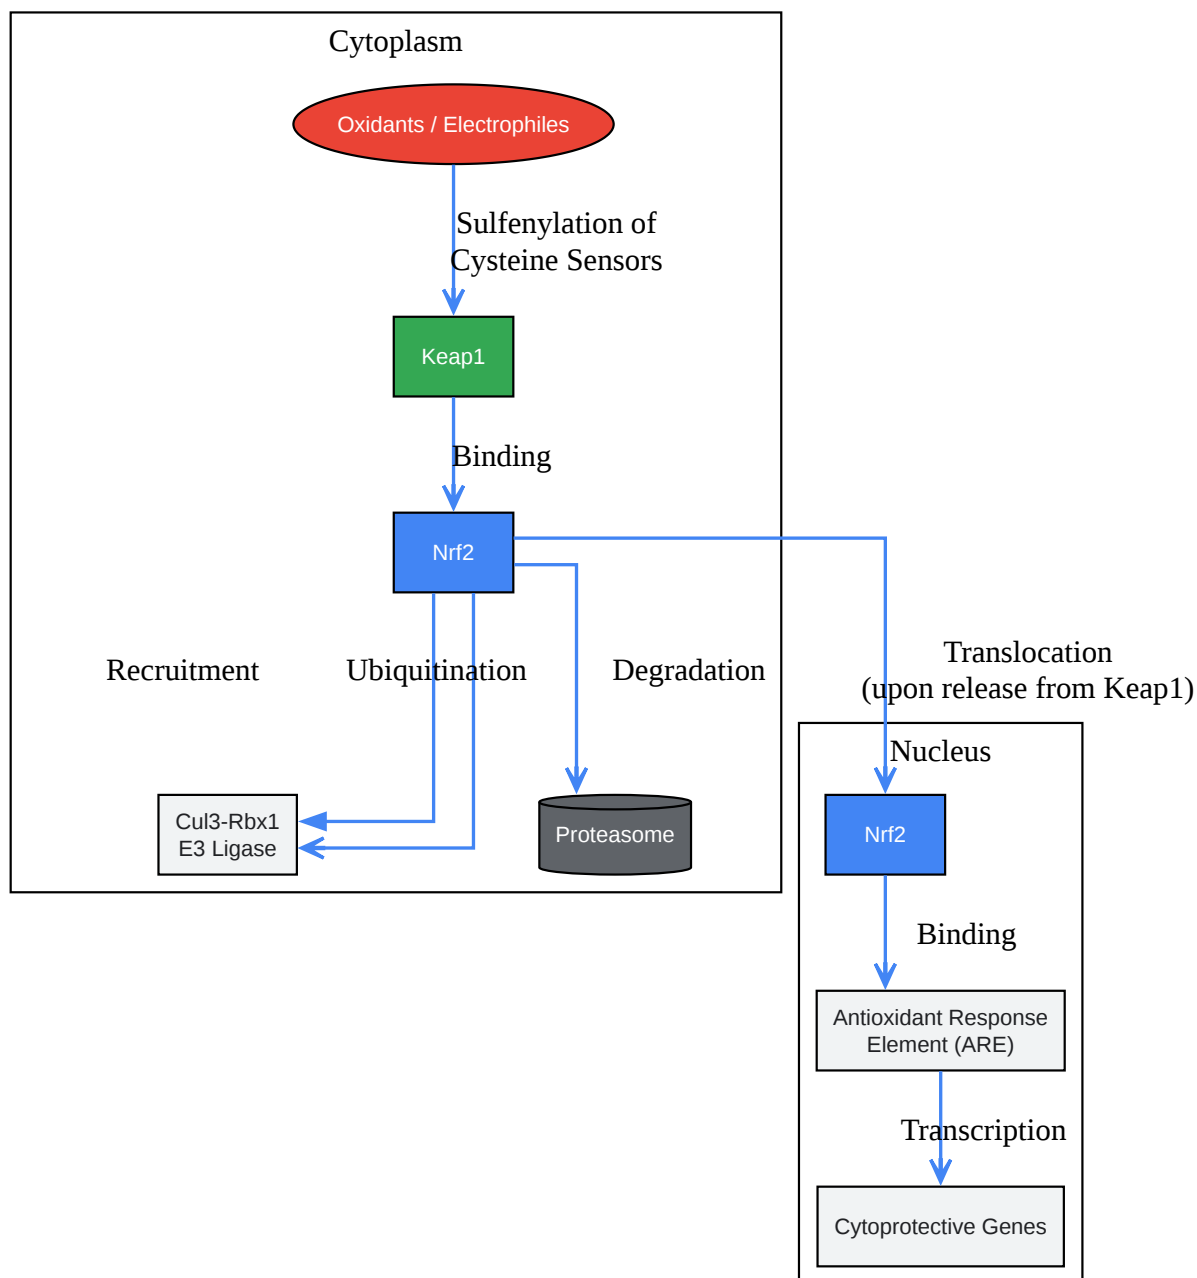 Cytoplasm
Oxidants / Electrophiles
Sulfenylation of
Cysteine Sensors
Keap1
Binding
Nrf2
Recruitment
Ubiquitination
Degradation
Translocation
(upon release from Keap1)
Cul3-Rbx1
E3 Ligase
Proteasome
Nucleus
Nrf2
Binding
Antioxidant Response
Element (ARE)
Transcription
Cytoprotective Genes